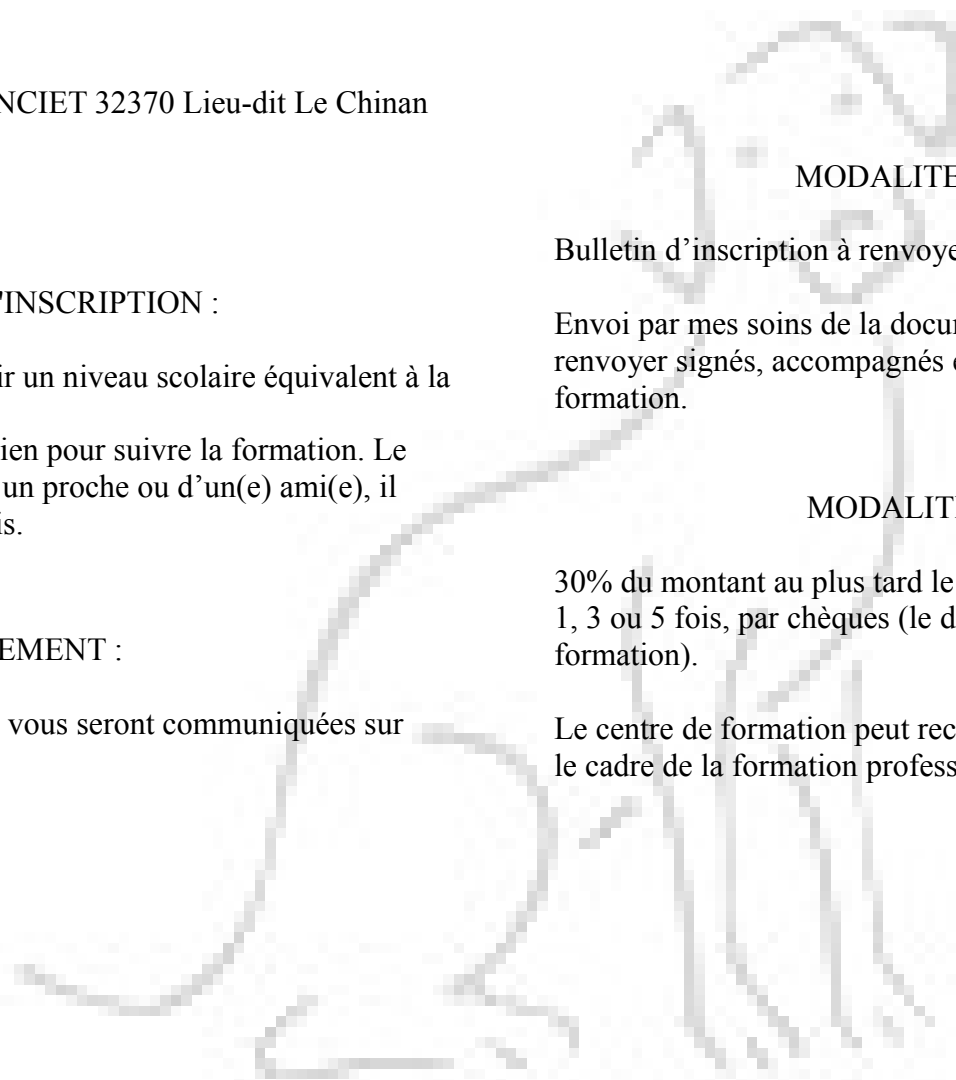 NCIET 32370 Lieu-dit Le Chinan
'INSCRIPTION :
ir un niveau scolaire équivalent à la
ien pour suivre la formation. Le
un proche ou d’un(e) ami(e), il
is.
EMENT :
vous seront communiquées sur
MODALITE
Bulletin d’inscription à renvoye
Envoi par mes soins de la docu
renvoyer signés, accompagnés
formation.
MODALIT
30% du montant au plus tard le
1, 3 ou 5 fois, par chèques (le d
formation).
Le centre de formation peut rec
le cadre de la formation profess